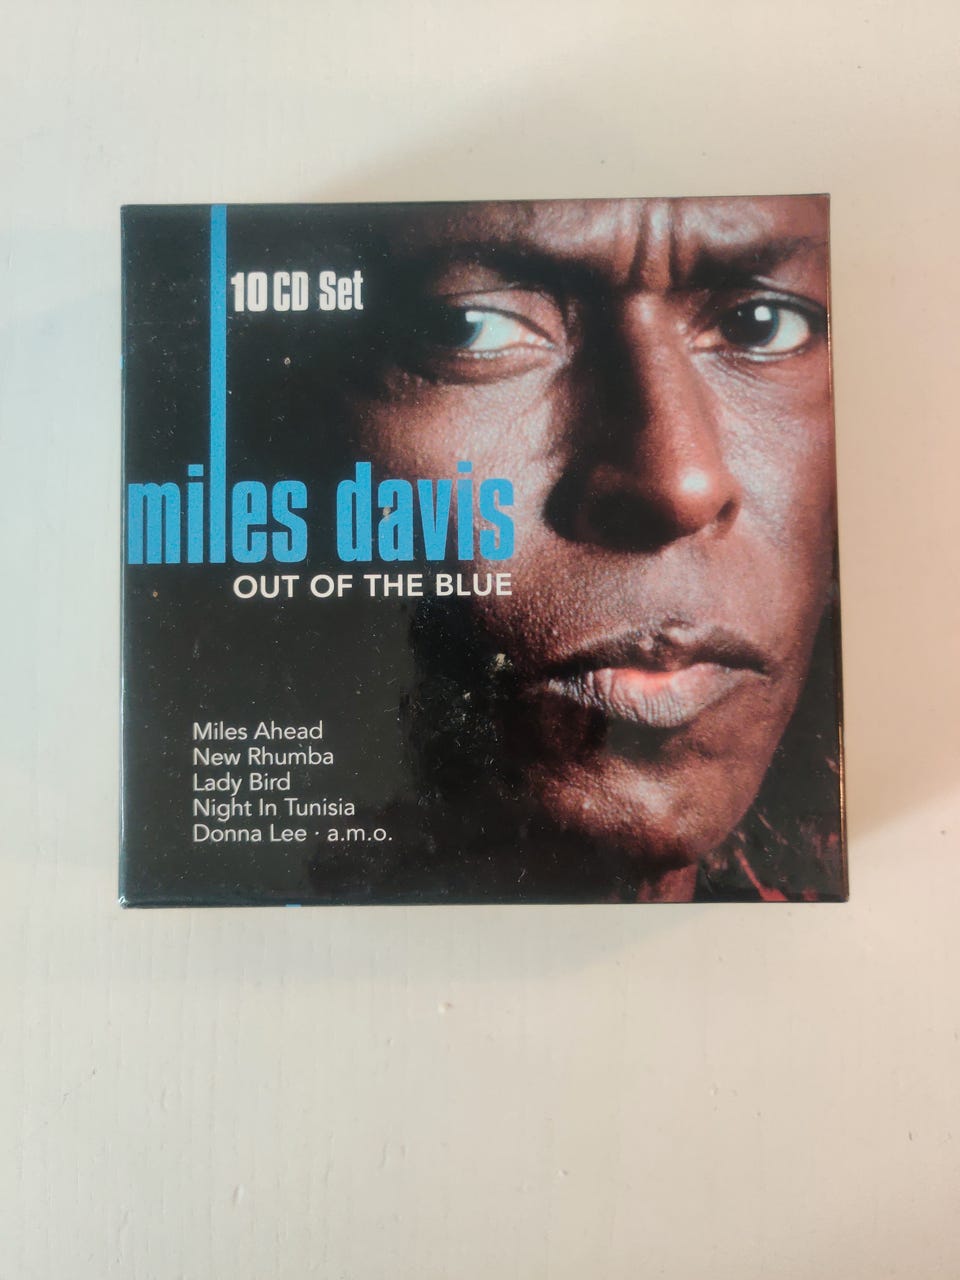 10 CD Set
miles davis
OUT OF THE BLUE
Miles Ahead
New Rhumba
Lady Bird
Night In Tunisia
Donna Lee · a.m.o.